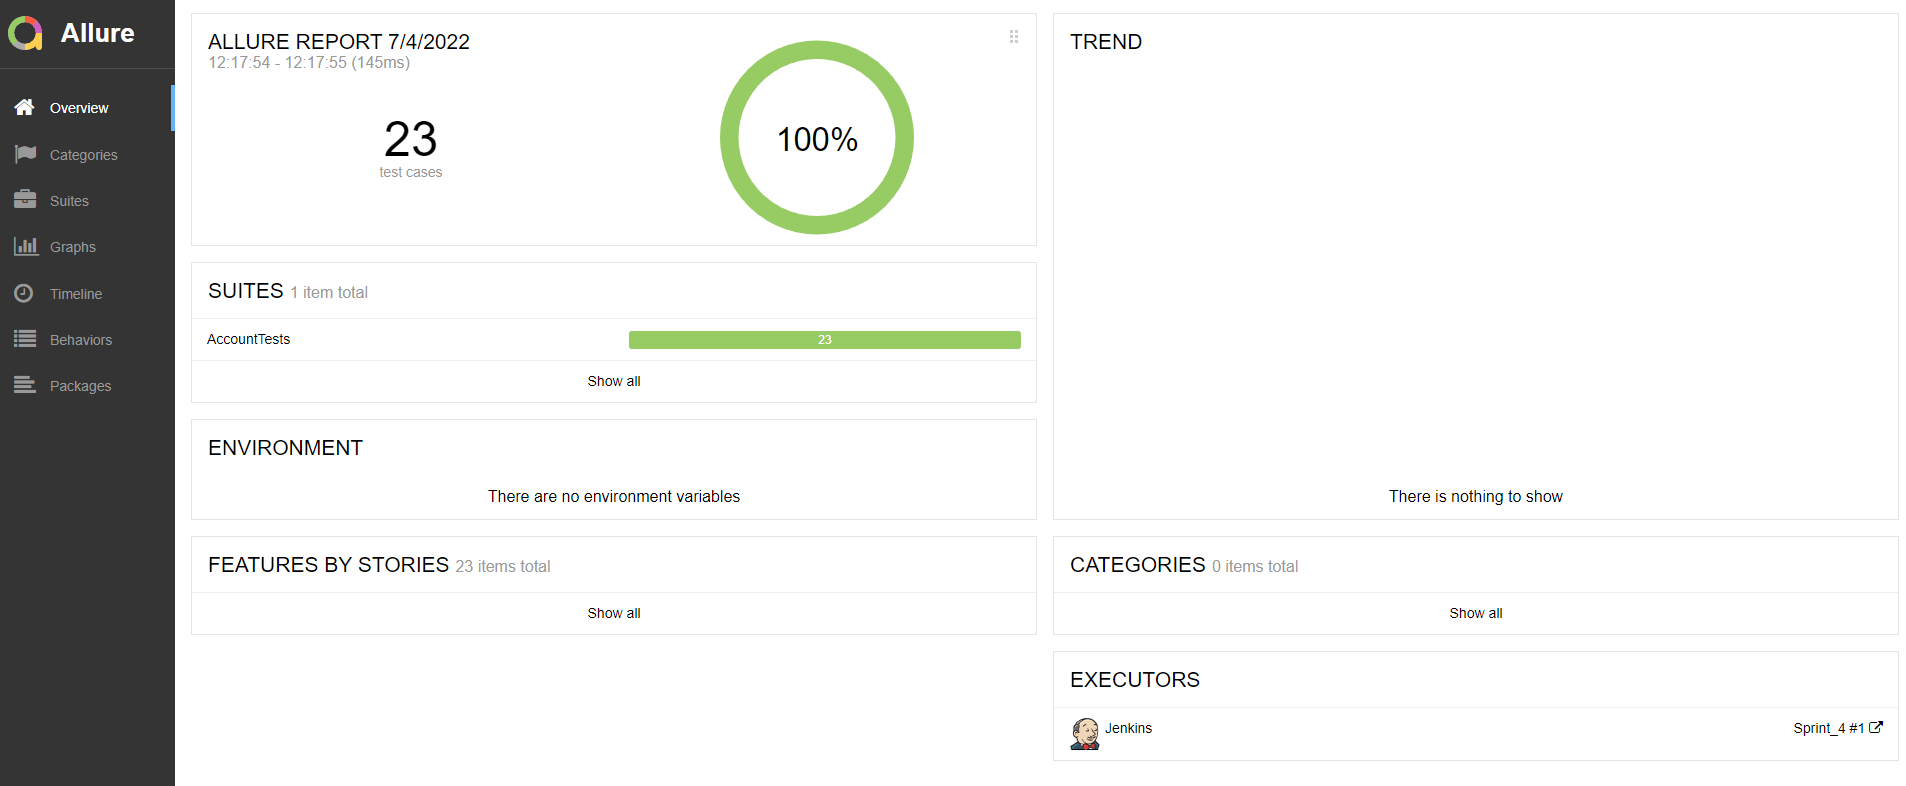 Allure
Overview
Categories
Suites
Graphs
Timeline
Behaviors
Packages
ALLURE REPORT 7/4/2022
12:17:54 - 12:17:55 (145ms)
23
test cases
100%
SUITES 1 item total
AccountTests 23
Show all
ENVIRONMENT
There are no environment variables
FEATURES BY STORIES 23 items total
Show all
TREND
There is nothing to show
CATEGORIES 0 items total
Show all
EXECUTORS
Jenkins Sprint_4 #1